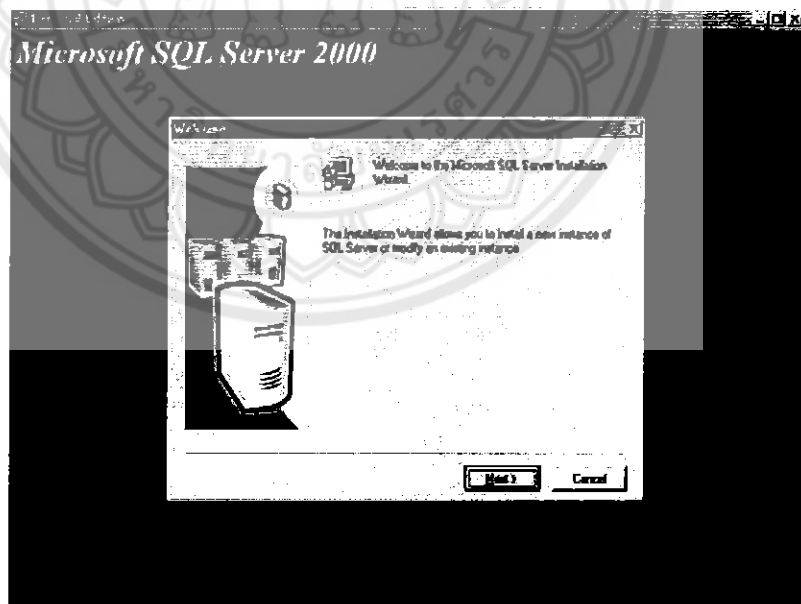 Microsoft SQL Server 2000
Welcome
Welcome to the Microsoft SQL Server Installation
Wizard.
The Installation Wizard allows you to install a new instance of
SQL Server or modify an existing instance
Next >
Cancel